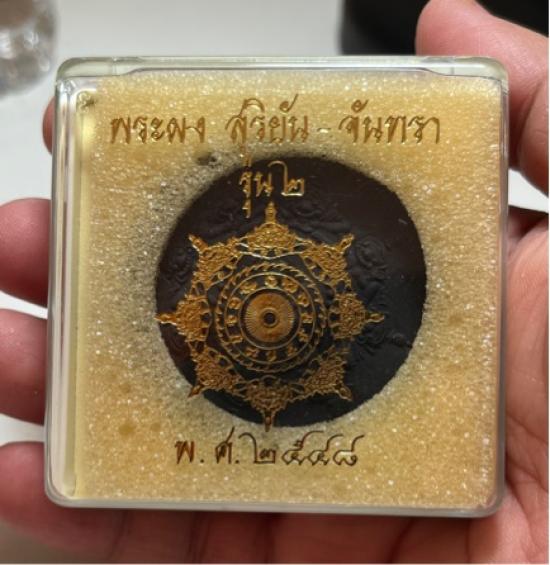 พระผง สุริยัน - จันทรา
รุ่น ๒
พ.ศ. ๒๕๔๘